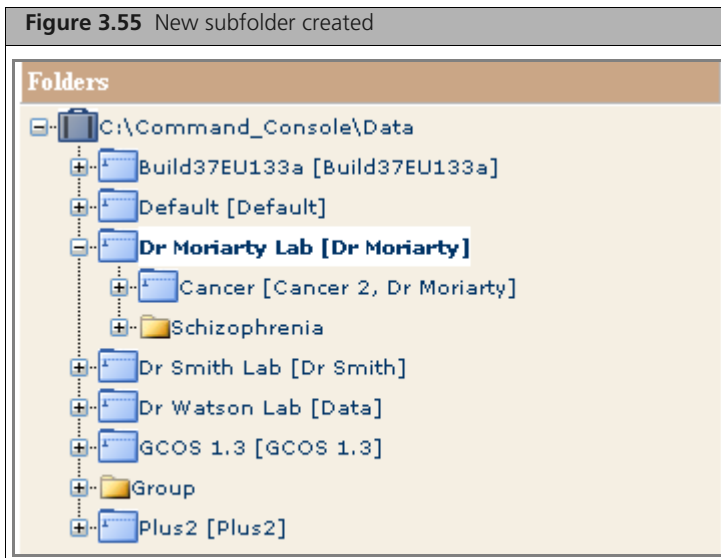 Figure 3.55 New subfolder created
Folders
C:\Command_Console\Data
Build37EU133a [Build37EU133a]
Default [Default]
Dr Moriarty Lab [Dr Moriarty]
Cancer [Cancer 2, Dr Moriarty]
Schizophrenia
Dr Smith Lab [Dr Smith]
Dr Watson Lab [Data]
GCOS 1.3 [GCOS 1.3]
Group
Plus2 [Plus2]